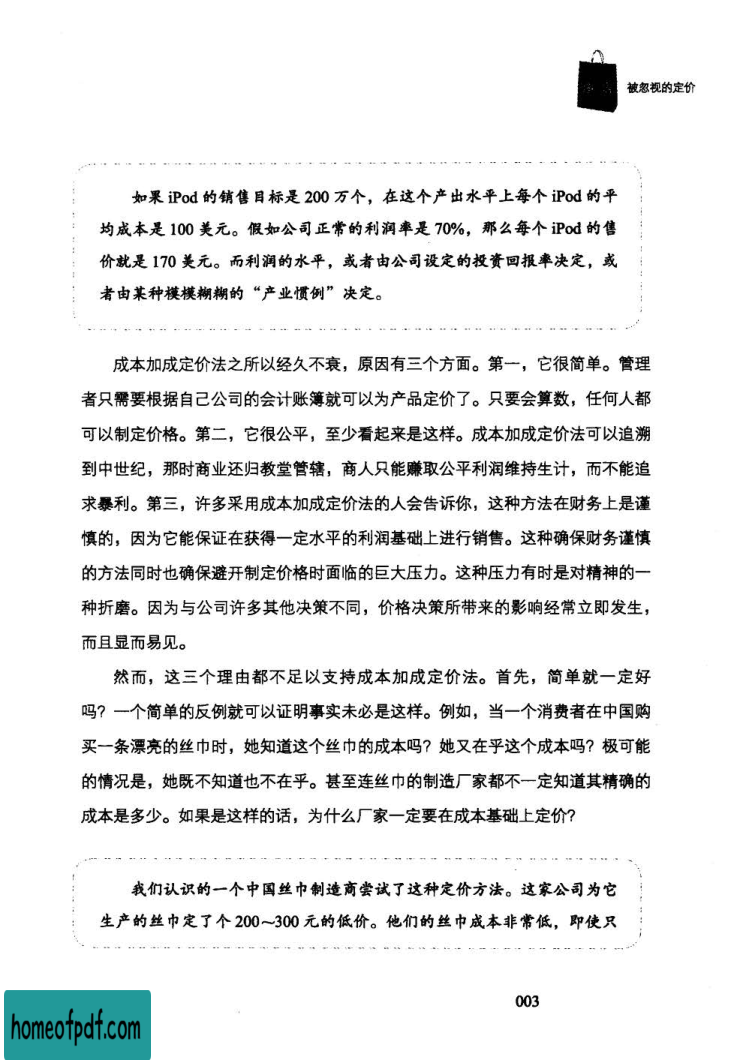 被忽视的定价
如果 iPod 的销售目标是 200 万个，在这个产出水平上每个 iPod 的平
均成本是 100 美元。假如公司正常的利润率是 70%，那么每个 iPod 的售
价就是 170 美元。而利润的水平，或者由公司设定的投资回报率决定，或
者由某种模模糊糊的“产业惯例”决定。
成本加成定价法之所以经久不衰，原因有三个方面。第一，它很简单。管理
者只需要根据自己公司的会计账簿就可以为产品定价了。只要会算数，任何人都
可以制定价格。第二，它很公平，至少看起来是这样。成本加成定价法可以追溯
到中世纪，那时商业还归教堂管辖，商人只能赚取公平利润维持生计，而不能追
求暴利。第三，许多采用成本加成定价法的人会告诉你，这种方法在财务上是谨
慎的，因为它能保证在获得一定水平的利润基础上进行销售。这种确保财务谨慎
的方法同时也确保避开制定价格时面临的巨大压力。这种压力有时是对精神的一
种折磨。因为与公司许多其他决策不同，价格决策所带来的影响经常立即发生，
而且显而易见。
然而，这三个理由都不足以支持成本加成定价法。首先，简单就一定好
吗？一个简单的反例就可以证明事实未必是这样。例如，当一个消费者在中国购
买一条漂亮的丝巾时，她知道这个丝巾的成本吗？她又在乎这个成本吗？极可能
的情况是，她既不知道也不在乎。甚至连丝巾的制造厂家都不一定知道其精确的
成本是多少。如果是这样的话，为什么厂家一定要在成本基础上定价？
我们认识的一个中国丝巾制造商尝试了这种定价方法。这家公司为它
生产的丝巾定了个 200～300 元的低价。他们的丝巾成本非常低，即使只
003
homeofpdf.com